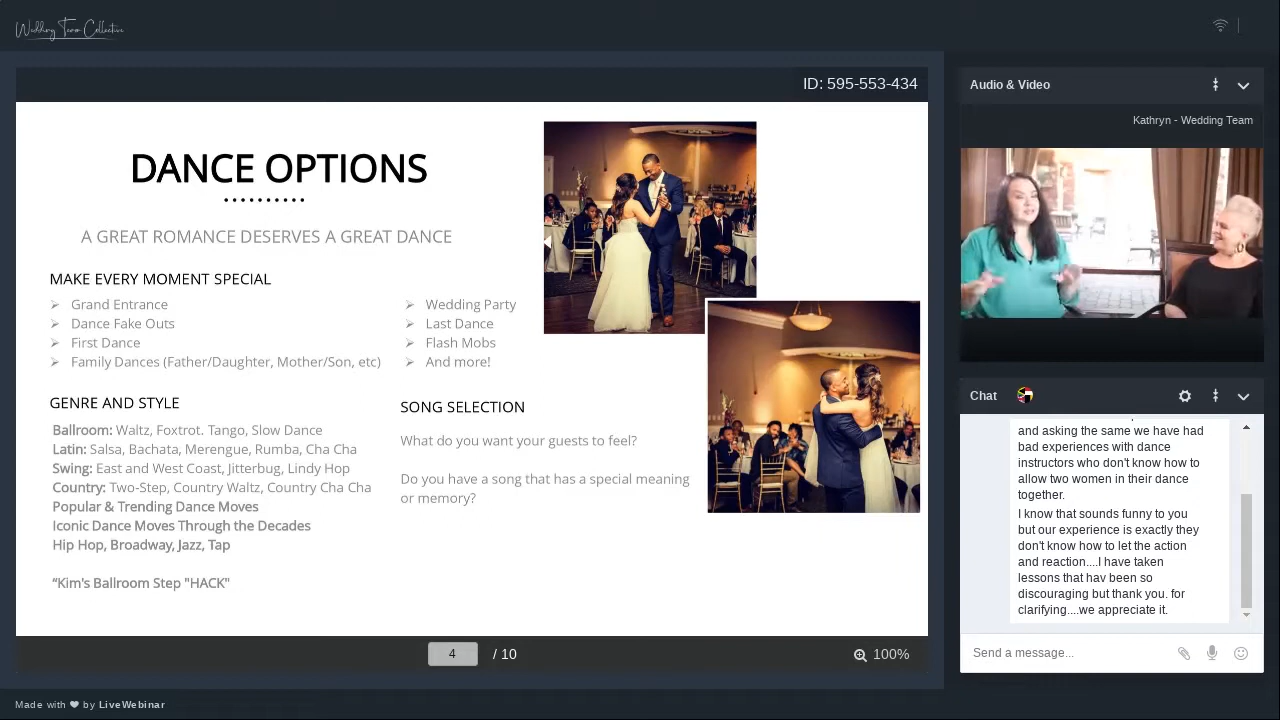 Wedding Team Collective
ID: 595-553-434
DANCE OPTIONS
A GREAT ROMANCE DESERVES A GREAT DANCE
MAKE EVERY MOMENT SPECIAL
Grand Entrance
Dance Fake Outs
First Dance
Family Dances (Father/Daughter, Mother/Son, etc)
Wedding Party
Last Dance
Flash Mobs
And more!
GENRE AND STYLE
Ballroom: Waltz, Foxtrot. Tango, Slow Dance
Latin: Salsa, Bachata, Merengue, Rumba, Cha Cha
Swing: East and West Coast, Jitterbug, Lindy Hop
Country: Two-Step, Country Waltz, Country Cha Cha
Popular & Trending Dance Moves
Iconic Dance Moves Through the Decades
Hip Hop, Broadway, Jazz, Tap
“Kim's Ballroom Step "HACK"
SONG SELECTION
What do you want your guests to feel?
Do you have a song that has a special meaning
or memory?
4 / 10
100%
Made with by LiveWebinar
Audio & Video
Kathryn - Wedding Team
Chat
and asking the same we have had
bad experiences with dance
instructors who don't know how to
allow two women in their dance
together.
I know that sounds funny to you
but our experience is exactly they
don't know how to let the action
and reaction....I have taken
lessons that hav been so
discouraging but thank you. for
clarifying....we appreciate it.
Send a message...